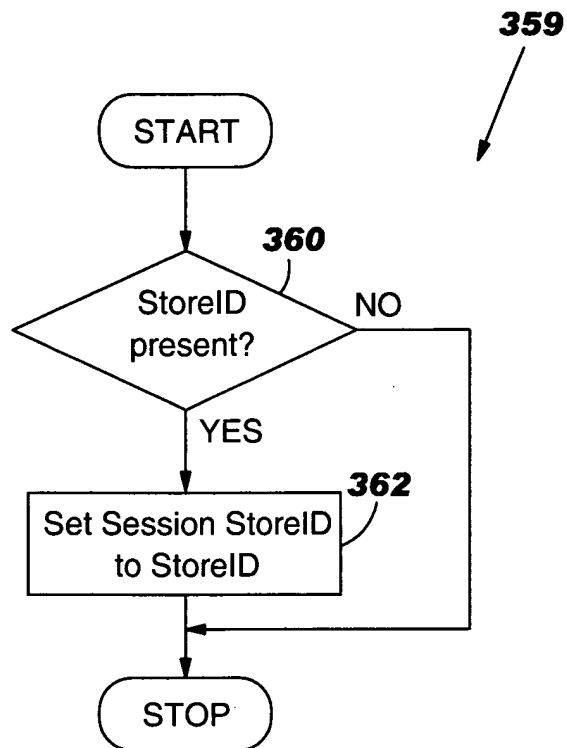 359
START
360
StoreID
present?
NO
YES
362
Set Session StoreID
to StoreID
STOP